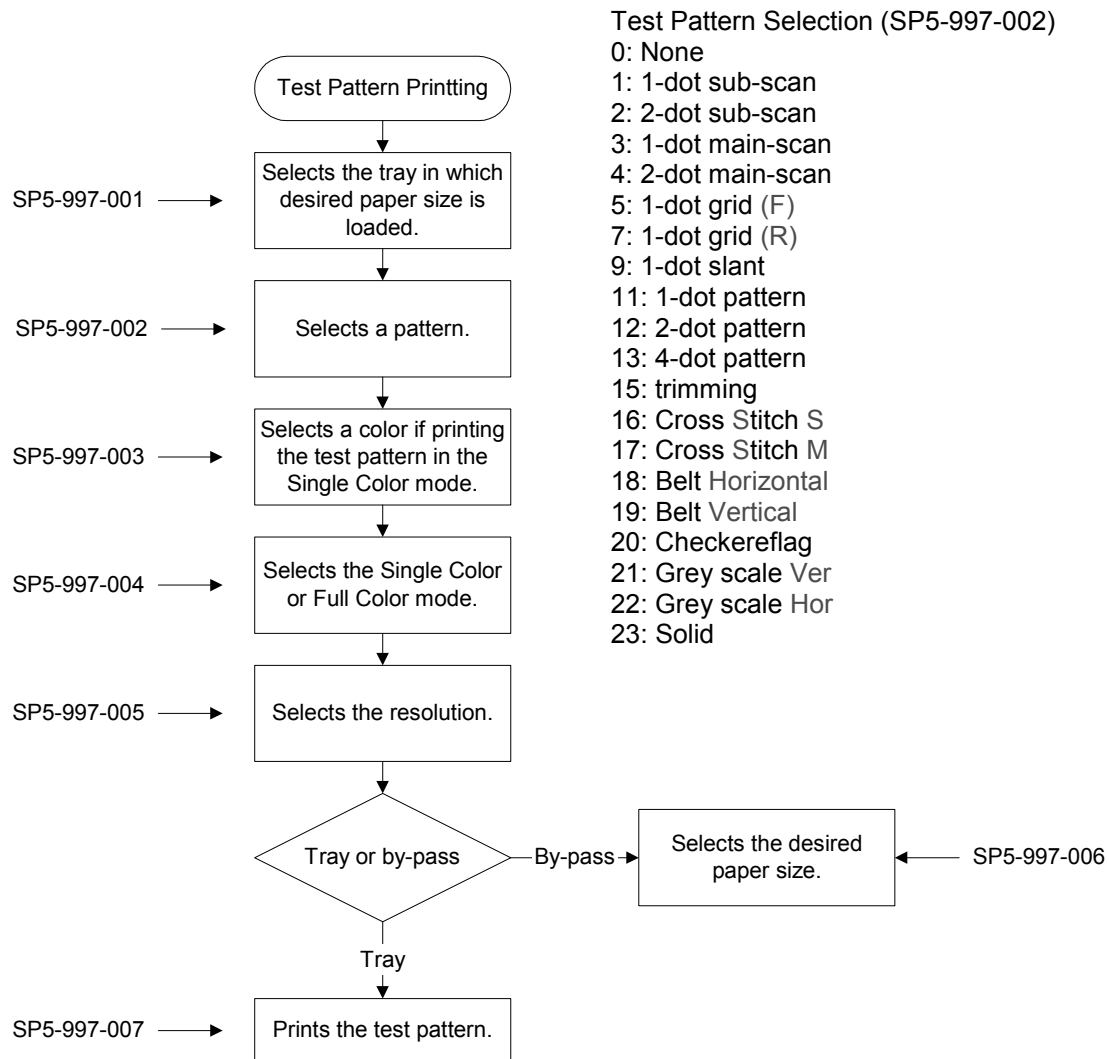 Test Pattern Printting
SP5-997-001
Selects the tray in which
desired paper size is
loaded.
SP5-997-002
Selects a pattern.
SP5-997-003
Selects a color if printing
the test pattern in the
Single Color mode.
SP5-997-004
Selects the Single Color
or Full Color mode.
SP5-997-005
Selects the resolution.
Tray or by-pass
By-pass
Selects the desired
paper size.
SP5-997-006
Tray
SP5-997-007
Prints the test pattern.
Test Pattern Selection (SP5-997-002)
0: None
1: 1-dot sub-scan
2: 2-dot sub-scan
3: 1-dot main-scan
4: 2-dot main-scan
5: 1-dot grid (F)
7: 1-dot grid (R)
9: 1-dot slant
11: 1-dot pattern
12: 2-dot pattern
13: 4-dot pattern
15: trimming
16: Cross Stitch S
17: Cross Stitch M
18: Belt Horizontal
19: Belt Vertical
20: Checkereflag
21: Grey scale Ver
22: Grey scale Hor
23: Solid